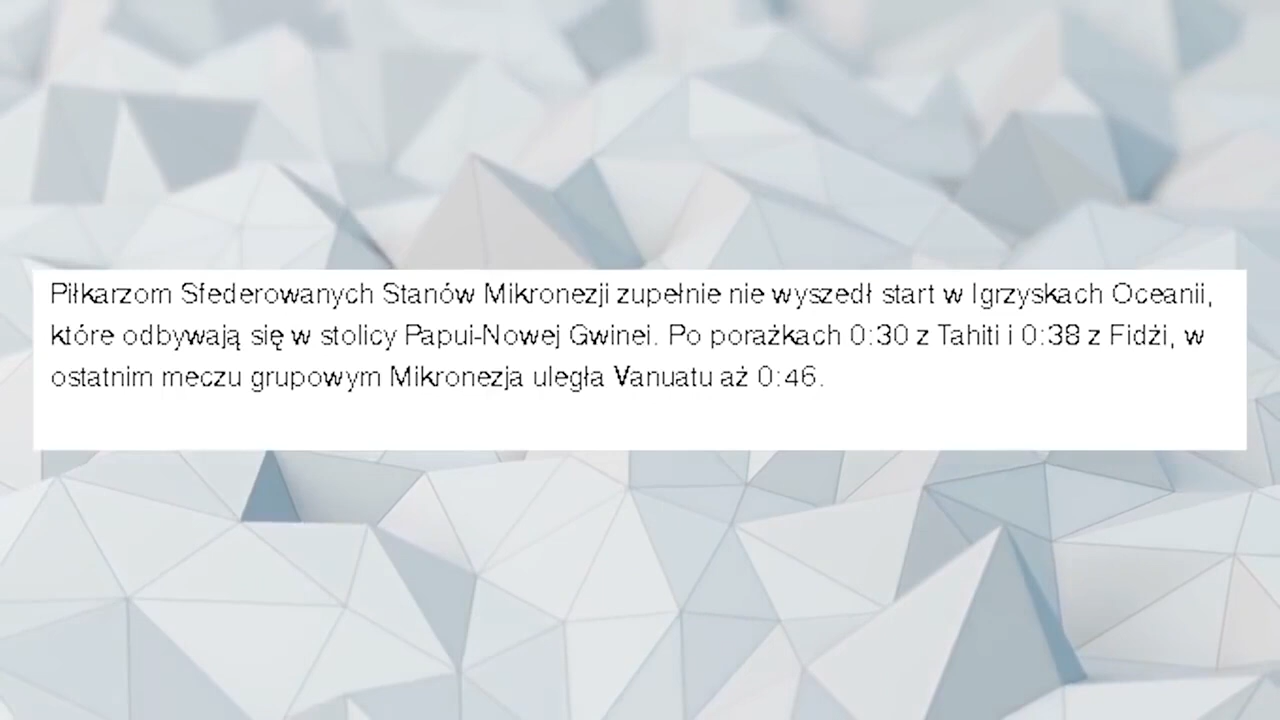 Piłkarzom Sfederowanych Stanów Mikronezji zupełnie nie wyszedł start w Igrzyskach Oceanii,
które odbywają się w stolicy Papui-Nowej Gwinei. Po porażkach 0:30 z Tahiti i 0:38 z Fidżi, w
ostatnim meczu grupowym Mikronezja uległa Vanuatu aż 0:46.